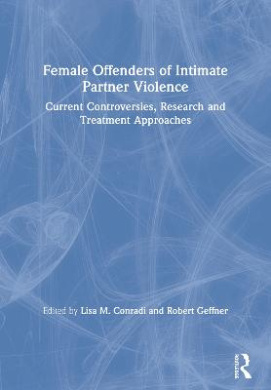 Female Offenders of Intimate
Partner Violence
Current Controversies, Research and
Treatment Approaches
Edited by Lisa M. Conradi and Robert Geffner
Routledge